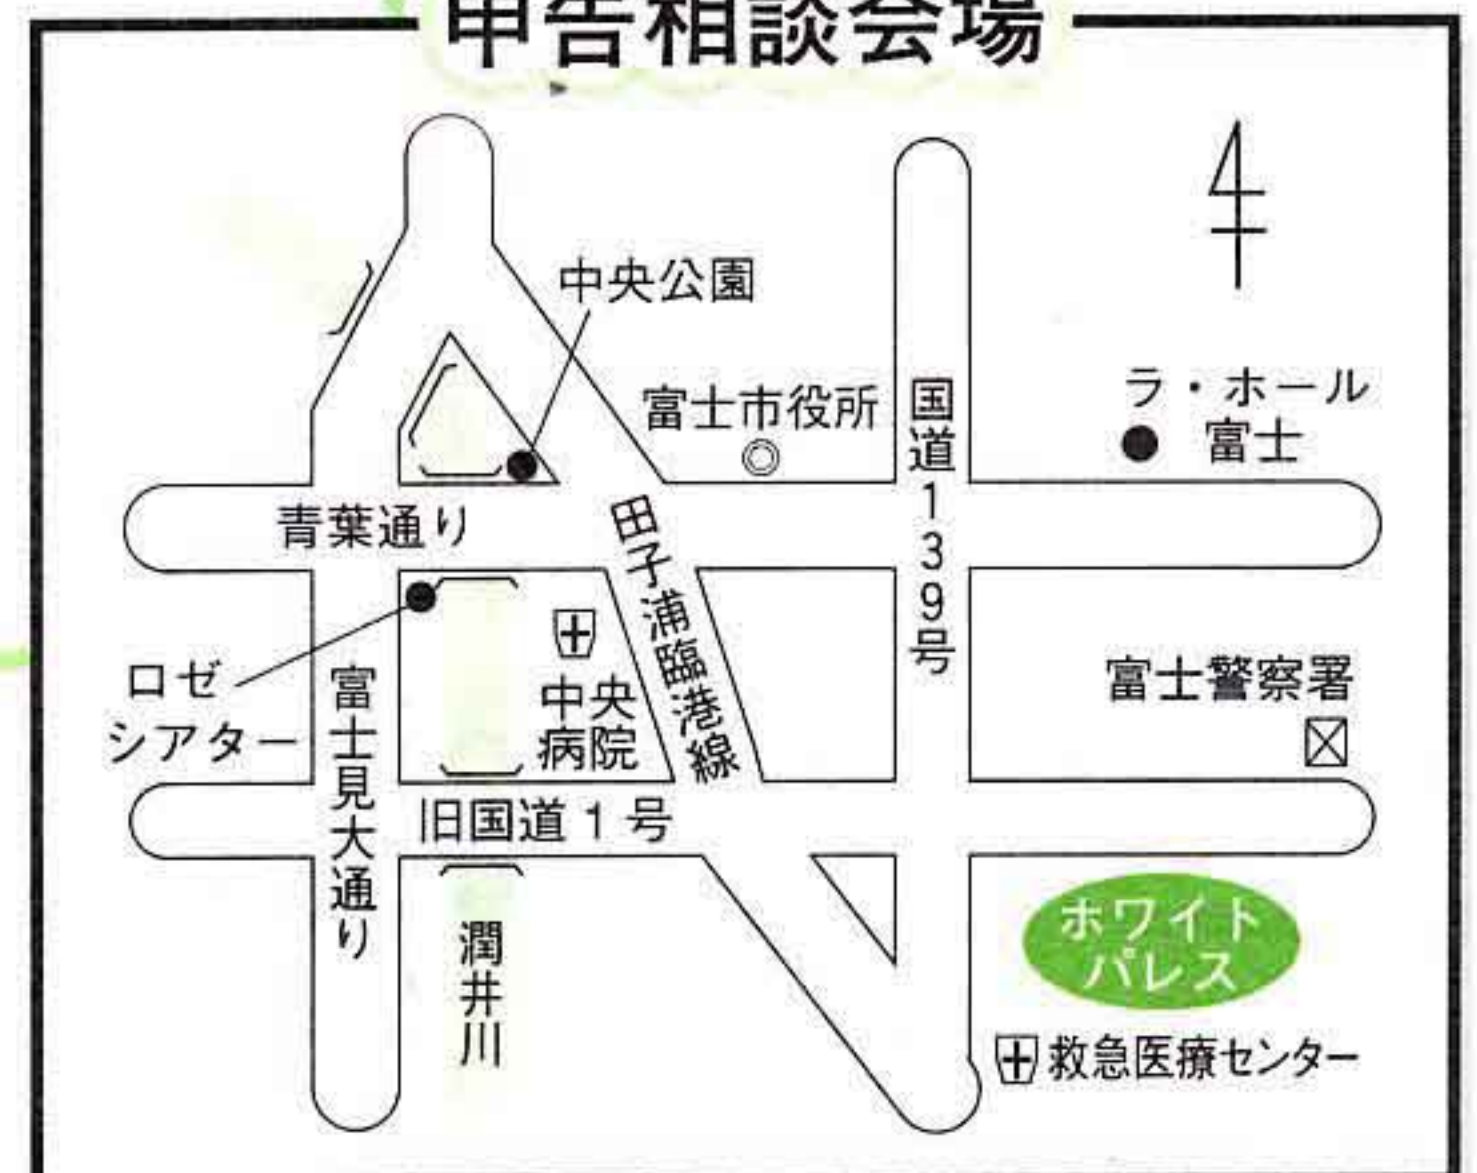 申告相談会場
中央公園
富士市役所
国道139号
ラ・ホール
富士
青葉通り
田子浦臨港線
ロゼ
シアター
富士見大通り
中央
病院
富士警察署
旧国道1号
潤井川
ホワイト
パレス
救急医療センター